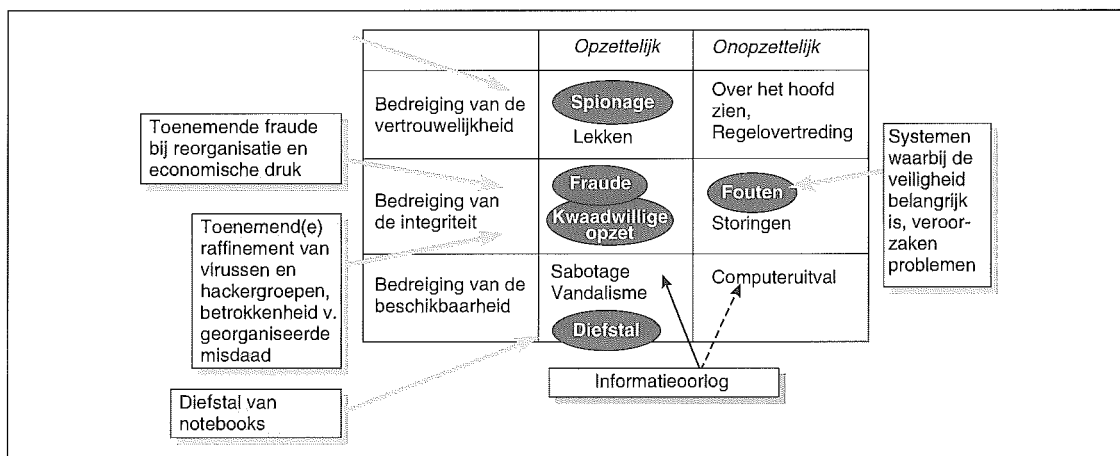 Opzettelijk
Onopzettelijk
Bedreiging van de
vertrouwelijkheid
Spionage
Lekken
Over het hoofd
zien,
Regelovertreding
Toenemende fraude
bij reorganisatie en
economische druk
Systemen
waarbij de
veiligheid
belangrijk
is, veroor-
zaken
problemen
Bedreiging van
de integriteit
Fraude
Kwaadwillige
opzet
Fouten
Storingen
Toenemend(e)
raffinement van
virussen en
hackergroepen,
betrokkenheid v.
georganiseerde
misdaad
Bedreiging van de
beschikbaarheid
Sabotage
Vandalisme
Diefstal
Computeruitval
Informatieoorlog
Diefstal van
notebooks